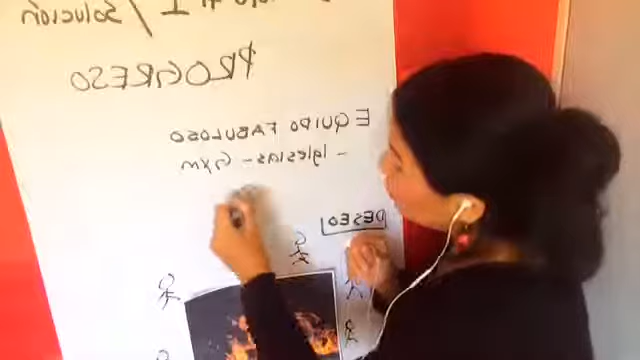 / Solución
PROGRESO
EQUIPO FABULOSO
- Iglesias - Gym
DESEO